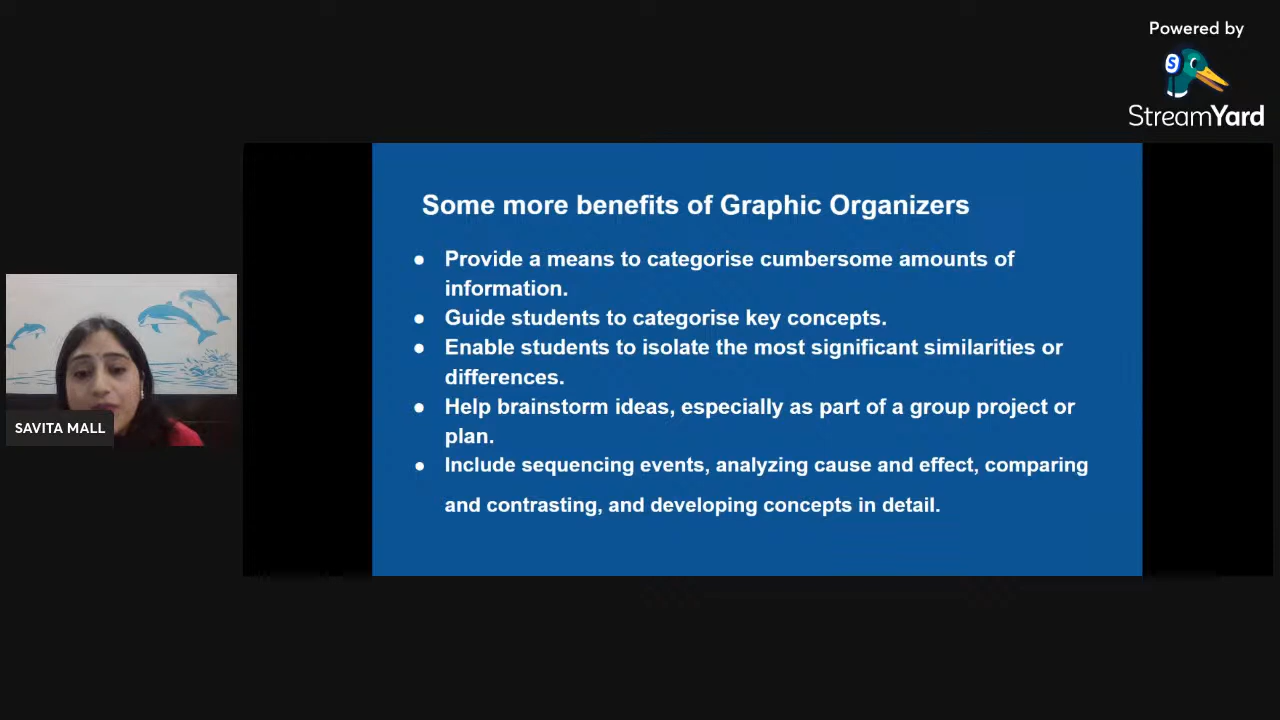 Powered by
S
StreamYard
Some more benefits of Graphic Organizers
● Provide a means to categorise cumbersome amounts of
information.
● Guide students to categorise key concepts.
● Enable students to isolate the most significant similarities or
differences.
● Help brainstorm ideas, especially as part of a group project or
plan.
● Include sequencing events, analyzing cause and effect, comparing
and contrasting, and developing concepts in detail.
SAVITA MALL